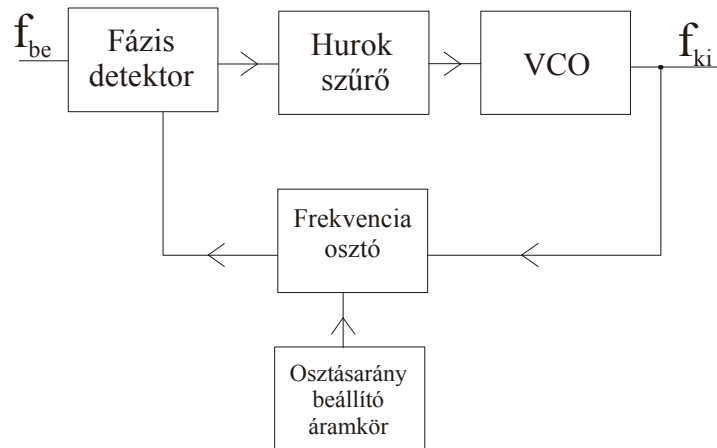 f_be
Fázis
detektor
Hurok
szűrő
VCO
f_ki
Frekvencia
osztó
Osztásarány
beállító
áramkör